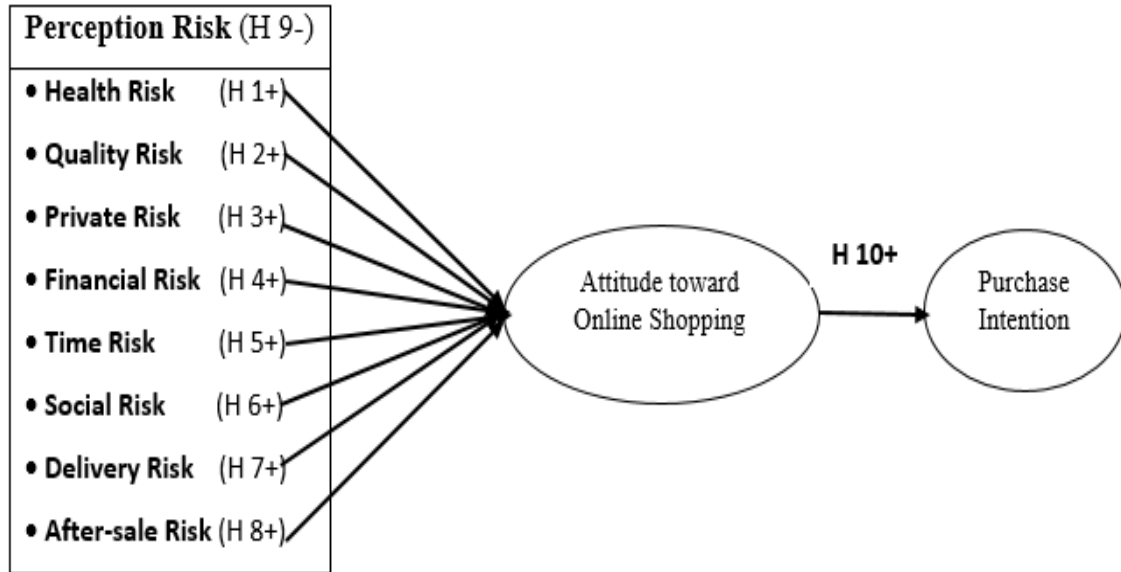 Perception Risk (H 9-)
• Health Risk (H 1+)
• Quality Risk (H 2+)
• Private Risk (H 3+)
• Financial Risk (H 4+)
• Time Risk (H 5+)
• Social Risk (H 6+)
• Delivery Risk (H 7+)
• After-sale Risk (H 8+)
Attitude toward
Online Shopping
H 10+
Purchase
Intention